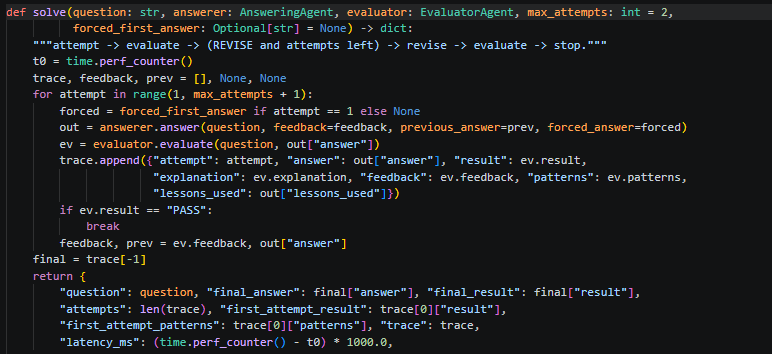 def solve(question: str, answerer: AnsweringAgent, evaluator: EvaluatorAgent, max_attempts: int = 2,
          forced_first_answer: Optional[str] = None) -> dict:
    """attempt -> evaluate -> (REVISE and attempts left) -> revise -> evaluate -> stop."""
    t0 = time.perf_counter()
    trace, feedback, prev = [], None, None
    for attempt in range(1, max_attempts + 1):
        forced = forced_first_answer if attempt == 1 else None
        out = answerer.answer(question, feedback=feedback, previous_answer=prev, forced_answer=forced)
        ev = evaluator.evaluate(question, out["answer"])
        trace.append({"attempt": attempt, "answer": out["answer"], "result": ev.result,
                      "explanation": ev.explanation, "feedback": ev.feedback, "patterns": ev.patterns,
                      "lessons_used": out["lessons_used"]})
        if ev.result == "PASS":
            break
        feedback, prev = ev.feedback, out["answer"]
    final = trace[-1]
    return {
        "question": question, "final_answer": final["answer"], "final_result": final["result"],
        "attempts": len(trace), "first_attempt_result": trace[0]["result"],
        "first_attempt_patterns": trace[0]["patterns"], "trace": trace,
        "latency_ms": (time.perf_counter() - t0) * 1000.0,